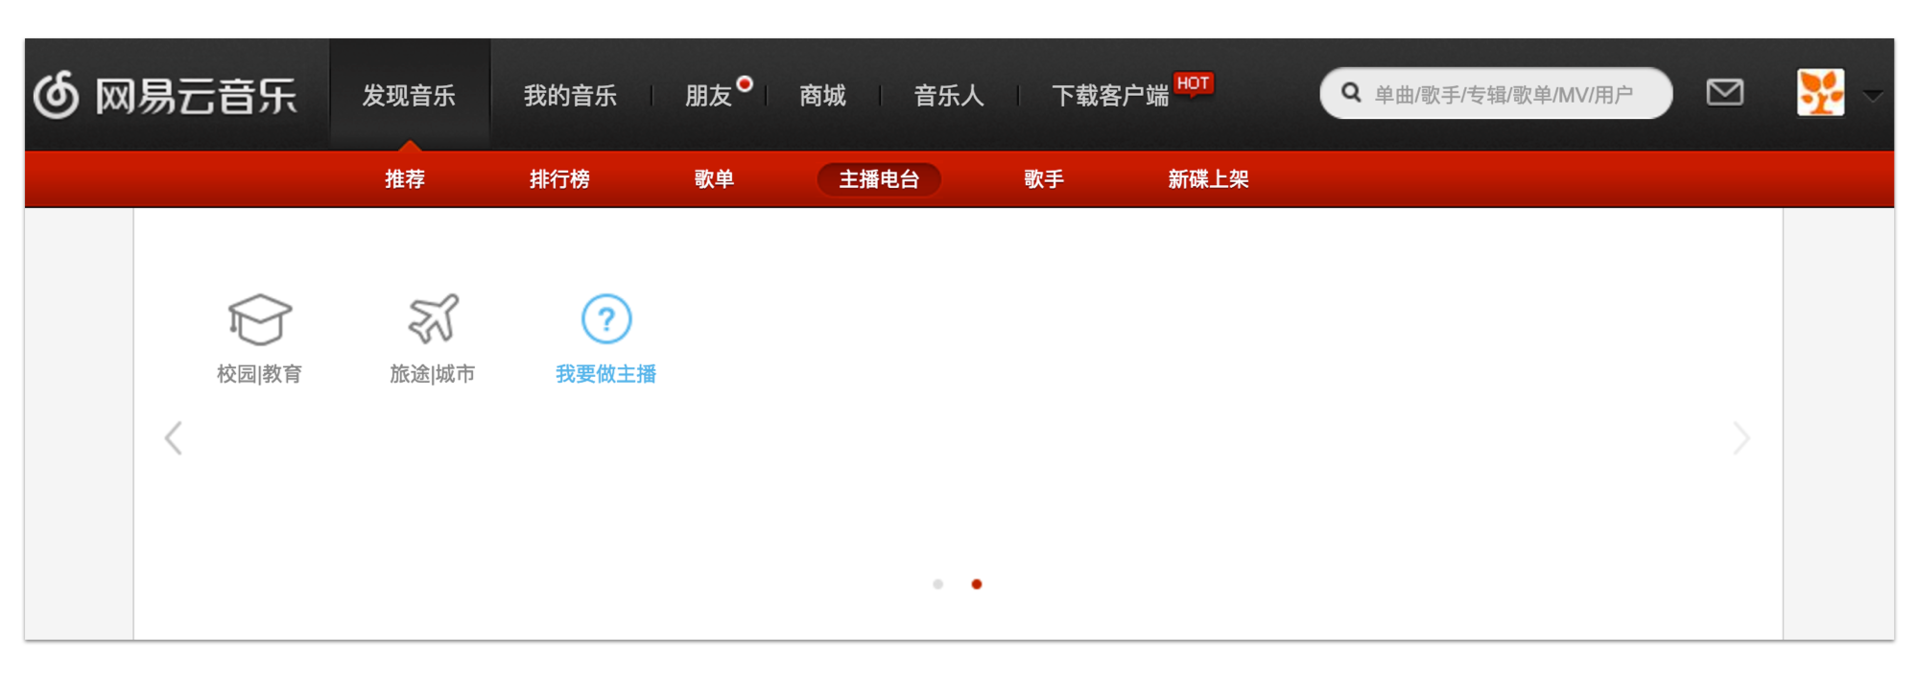 网易云音乐 发现音乐 我的音乐 朋友 商城 音乐人 下载客户端 HOT 单曲/歌手/专辑/歌单/MV/用户
推荐 排行榜 歌单 主播电台 歌手 新碟上架
?
校园|教育 旅途|城市 我要做主播